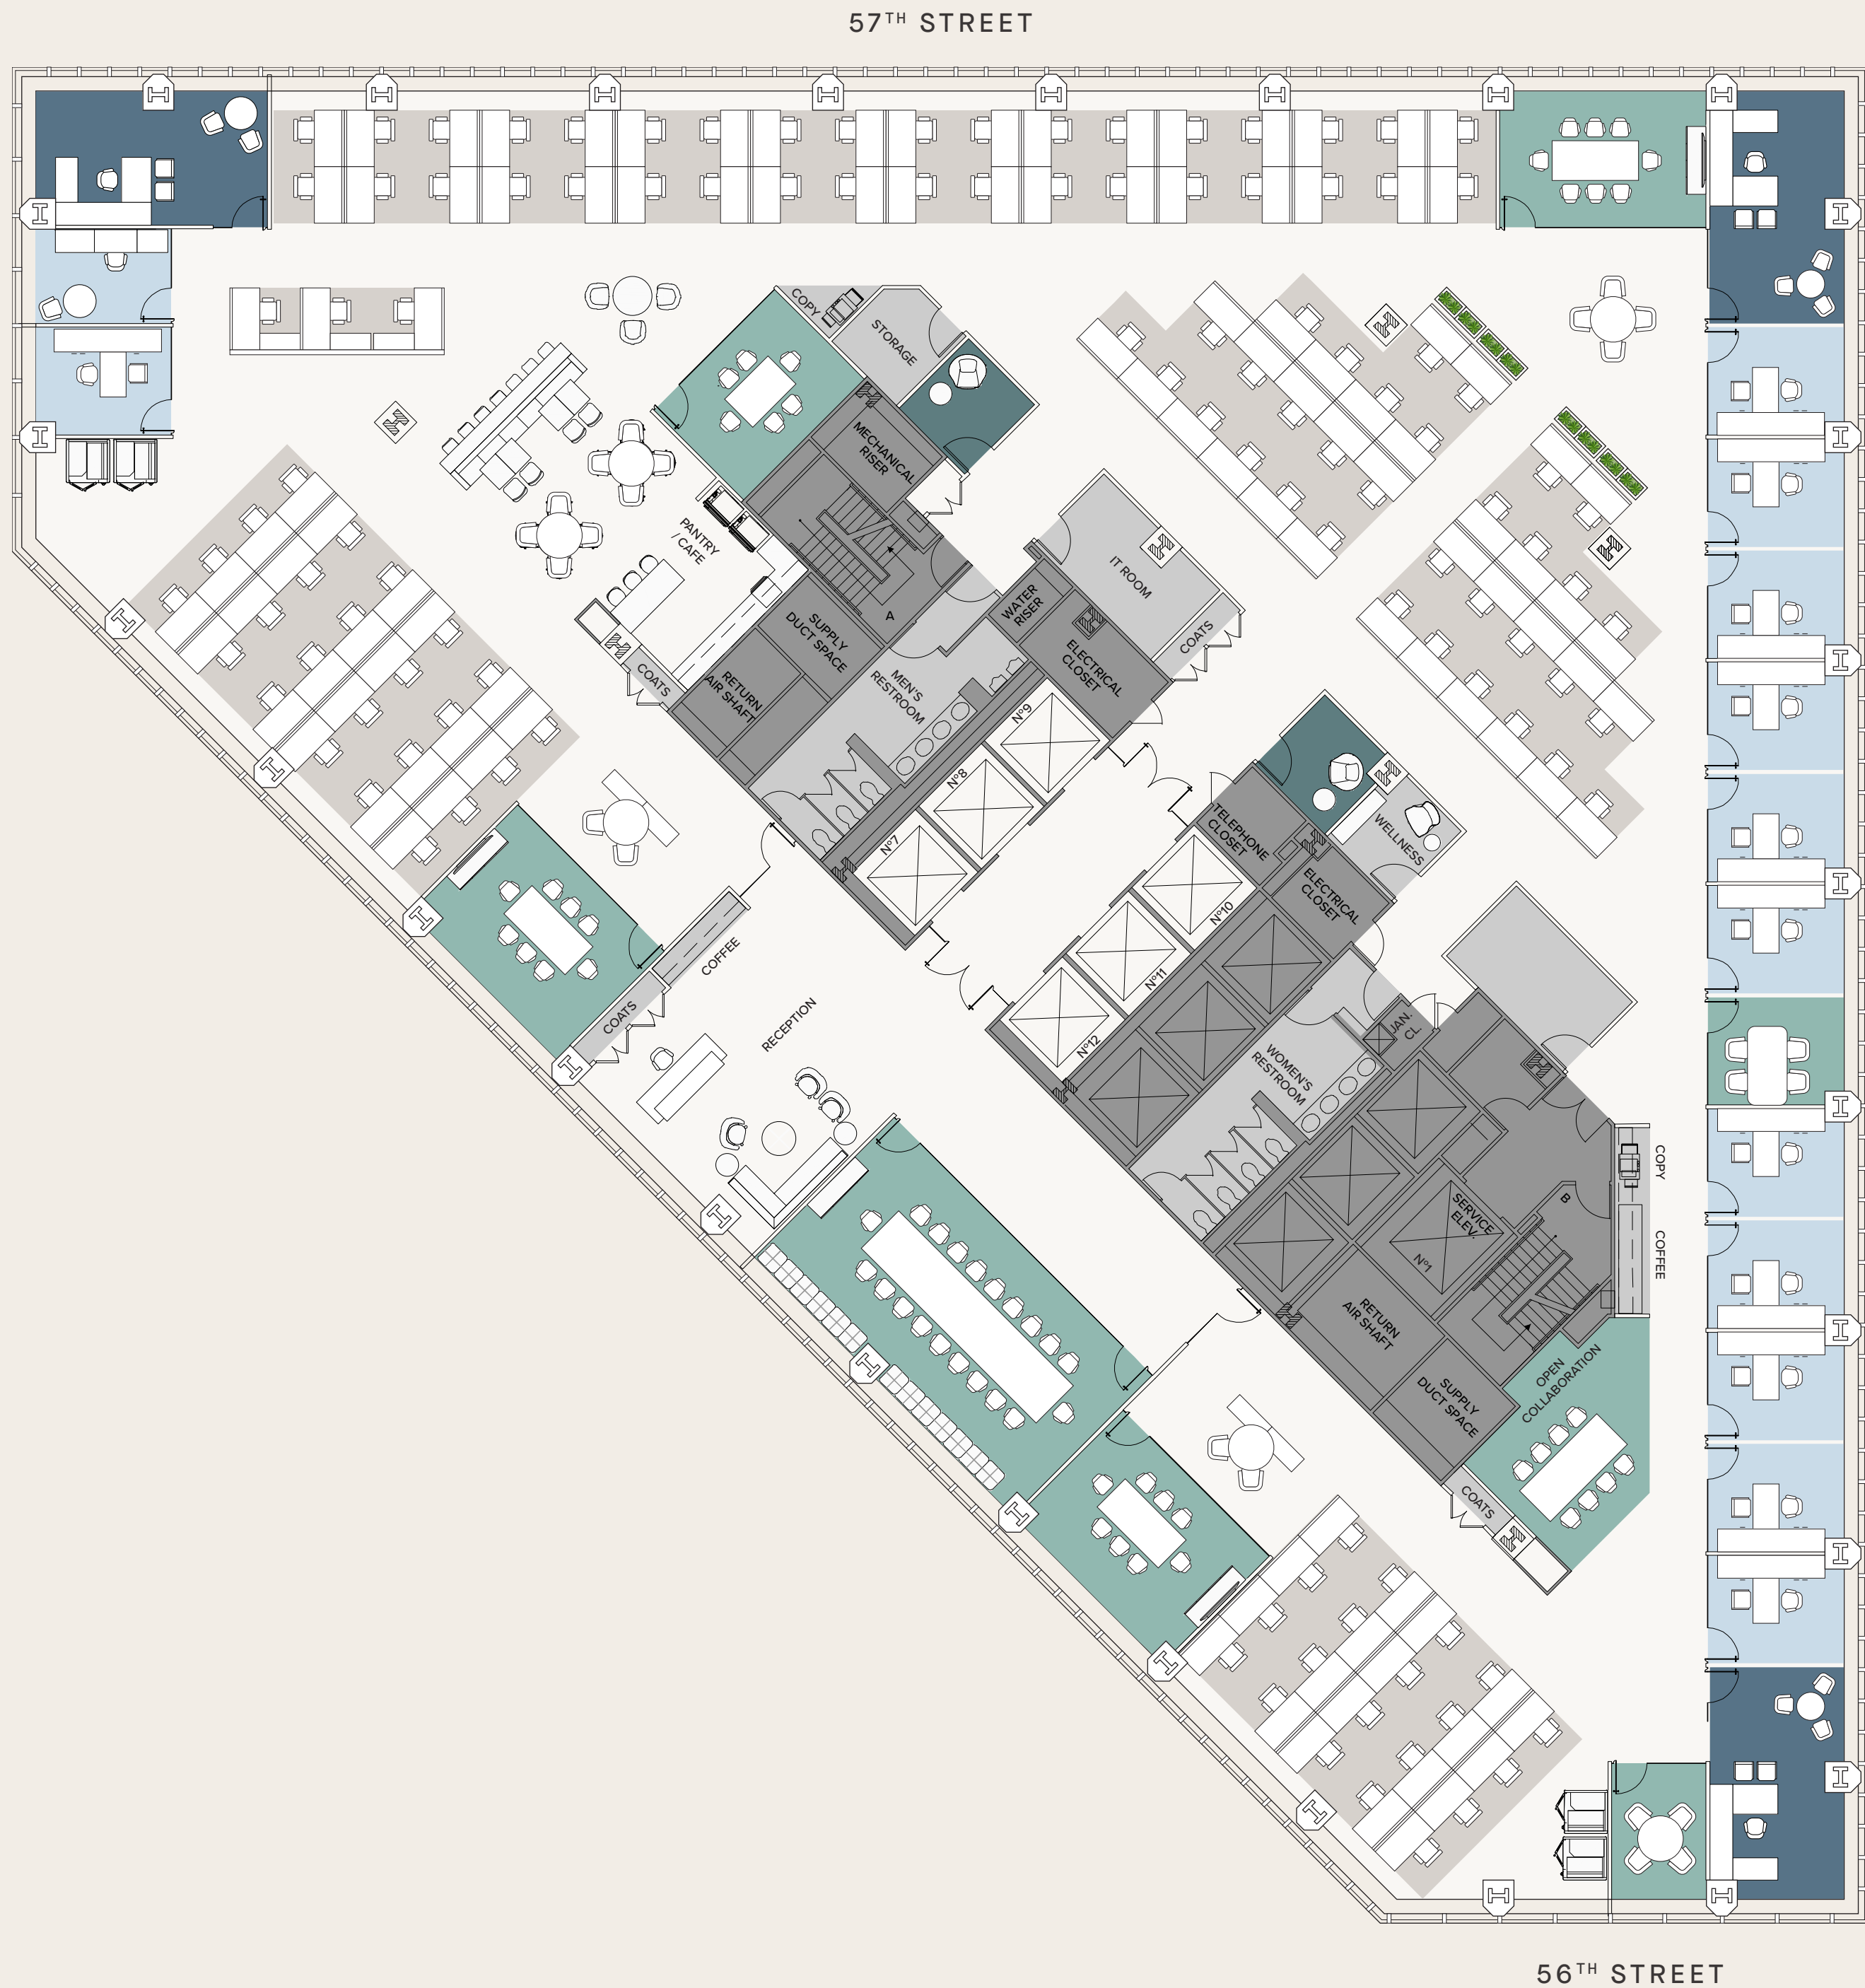 57TH STREET
COPY
STORAGE
MECHANICAL
RISER
PANTRY
/ CAFE
A
SUPPLY
DUCT SPACE
RETURN
AIR SHAFT
COATS
MEN'S
RESTROOM
WATER
RISER
IT ROOM
ELECTRICAL
CLOSET
COATS
Nº9
Nº8
Nº7
TELEPHONE
CLOSET
WELLNESS
ELECTRICAL
CLOSET
Nº10
Nº11
Nº12
COFFEE
COATS
RECEPTION
JAN.
CL.
WOMEN'S
RESTROOM
COPY
COFFEE
B
SERVICE
ELEV.
Nº1
RETURN
AIR SHAFT
SUPPLY
DUCT SPACE
OPEN
COLLABORATION
COATS
56TH STREET